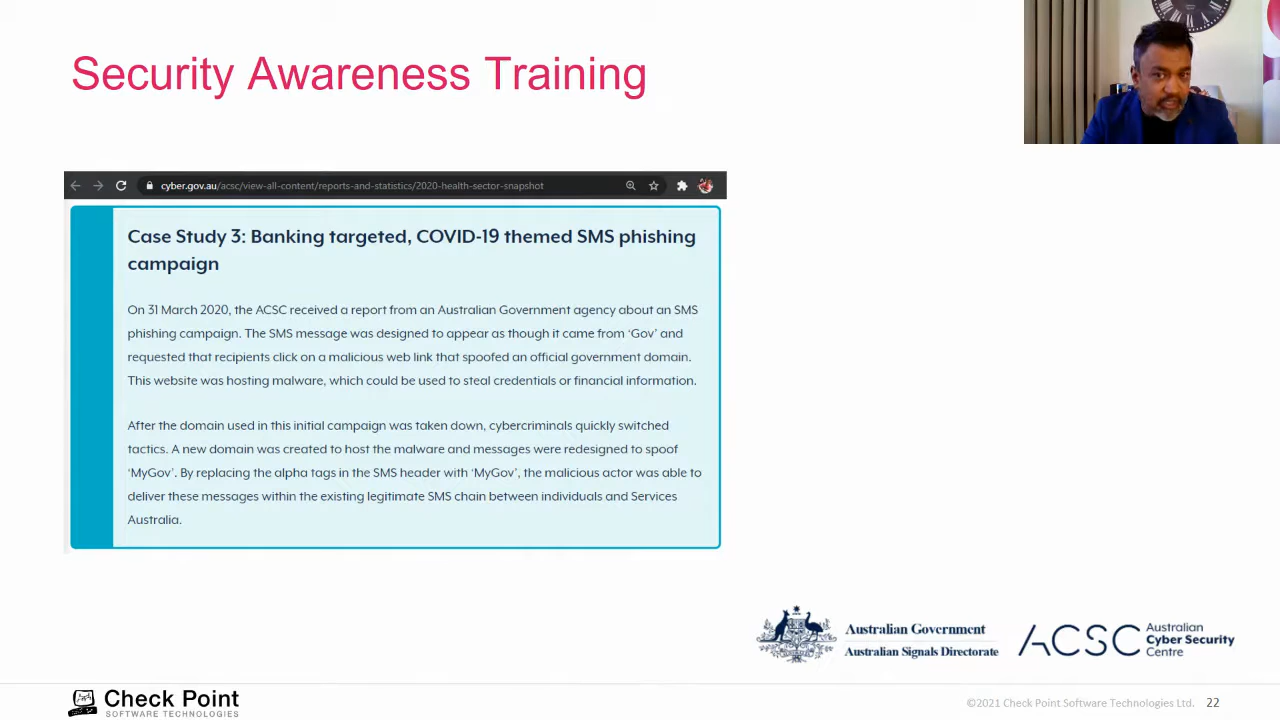 Security Awareness Training
cyber.gov.au/acsc/view-all-content/reports-and-statistics/2020-health-sector-snapshot
Case Study 3: Banking targeted, COVID-19 themed SMS phishing
campaign
On 31 March 2020, the ACSC received a report from an Australian Government agency about an SMS
phishing campaign. The SMS message was designed to appear as though it came from ‘Gov’ and
requested that recipients click on a malicious web link that spoofed an official government domain.
This website was hosting malware, which could be used to steal credentials or financial information.
After the domain used in this initial campaign was taken down, cybercriminals quickly switched
tactics. A new domain was created to host the malware and messages were redesigned to spoof
‘MyGov’. By replacing the alpha tags in the SMS header with ‘MyGov’, the malicious actor was able to
deliver these messages within the existing legitimate SMS chain between individuals and Services
Australia.
Australian Government
Australian Signals Directorate
ACSC
Australian
Cyber Security
Centre
Check Point
SOFTWARE TECHNOLOGIES
©2021 Check Point Software Technologies Ltd.
22